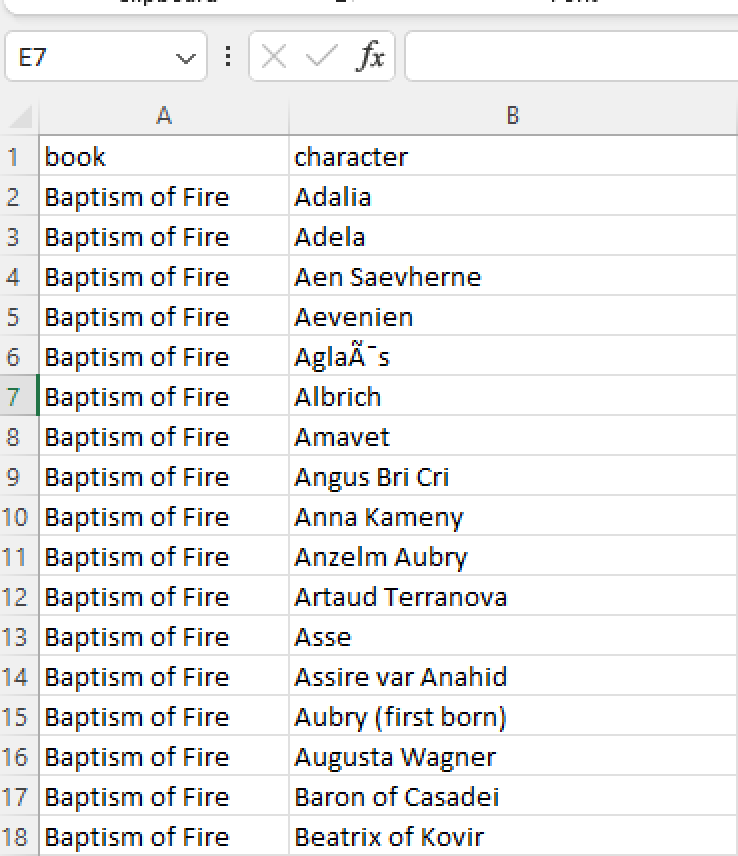 E7 fx
A B
1 book character
2 Baptism of Fire Adalia
3 Baptism of Fire Adela
4 Baptism of Fire Aen Saevherne
5 Baptism of Fire Aevenien
6 Baptism of Fire AglaÃ¯s
7 Baptism of Fire Albrich
8 Baptism of Fire Amavet
9 Baptism of Fire Angus Bri Cri
10 Baptism of Fire Anna Kameny
11 Baptism of Fire Anzelm Aubry
12 Baptism of Fire Artaud Terranova
13 Baptism of Fire Asse
14 Baptism of Fire Assire var Anahid
15 Baptism of Fire Aubry (first born)
16 Baptism of Fire Augusta Wagner
17 Baptism of Fire Baron of Casadei
18 Baptism of Fire Beatrix of Kovir